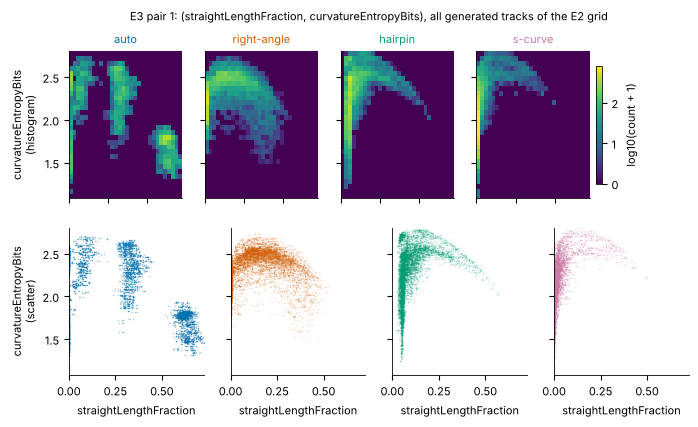 E3 pair 1: (straightLengthFraction, curvatureEntropyBits), all generated tracks of the E2 grid
auto right-angle hairpin s-curve
curvatureEntropyBits
(histogram)
2.5
2.0
1.5
log10(count + 1)
2
1
0
curvatureEntropyBits
(scatter)
2.5
2.0
1.5
0.00 0.25 0.50 0.00 0.25 0.50 0.00 0.25 0.50 0.00 0.25 0.50
straightLengthFraction straightLengthFraction straightLengthFraction straightLengthFraction